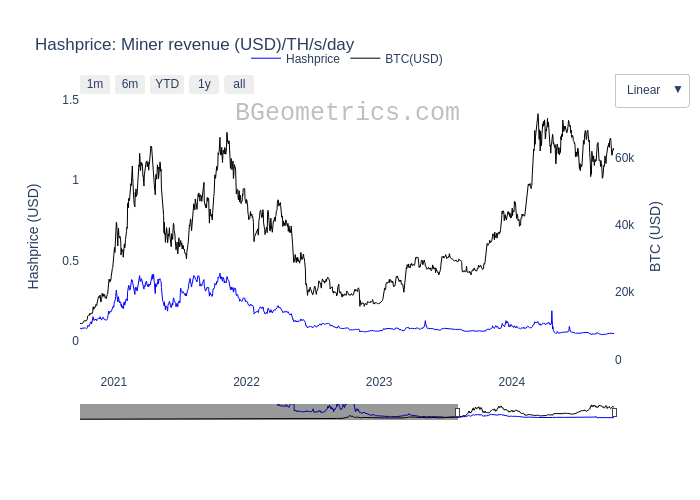 Hashprice: Miner revenue (USD)/TH/s/day
Hashprice BTC(USD)
1m 6m YTD 1y all
Linear ▼
BGeometrics.com
1.5
1
0.5
0
Hashprice (USD)
60k
40k
20k
0
BTC (USD)
2021 2022 2023 2024